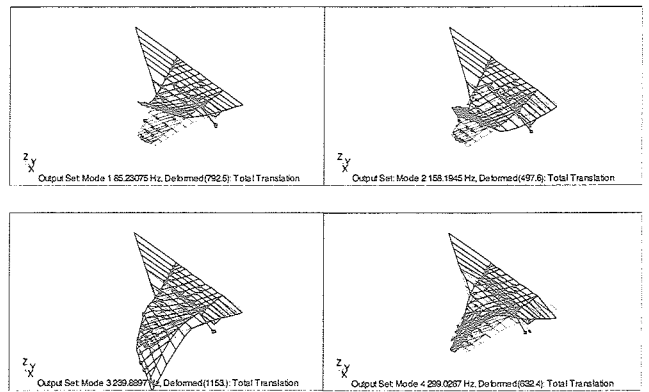 Z
Y
X
Output Set: Mode 1 85.23075 Hz, Deformed(792.5): Total Translation
Z
Y
X
Output Set: Mode 2 158.1945 Hz, Deformed(497.6): Total Translation
Z
Y
X
Output Set: Mode 3 239.8897 Hz, Deformed(1153.): Total Translation
Z
Y
X
Output Set: Mode 4 299.0267 Hz, Deformed(632.4): Total Translation